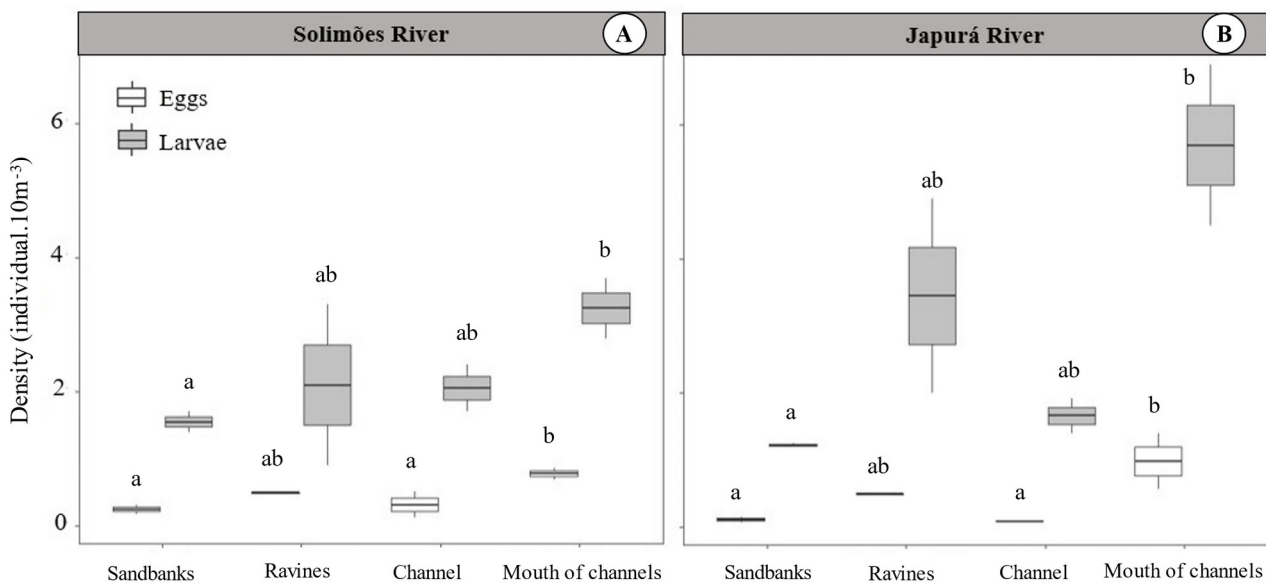 Solimões River
A
Japurá River
B
Density (individual.10m⁻³)
6
4
2
0
Eggs
Larvae
a
a
ab
ab
a
ab
b
b
a
a
ab
ab
a
ab
b
b
Sandbanks
Ravines
Channel
Mouth of channels
Sandbanks
Ravines
Channel
Mouth of channels